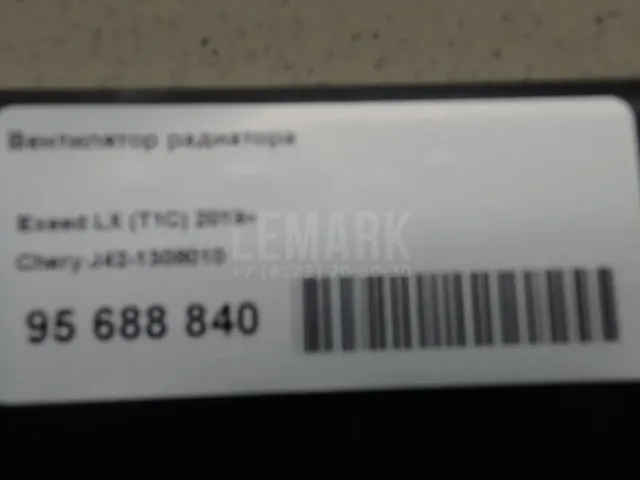 Вентилятор радиатора
Exeed LX (T1C) 2019+
Chery J42-1308010
LEMARK
95 688 840